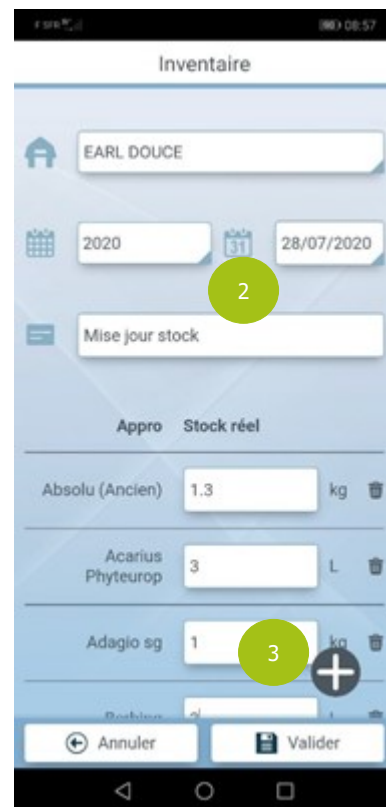 F SFR 08:57
Inventaire
EARL DOUCE
2020 31 28/07/2020
2
Mise jour stock
Appro Stock réel
Absolu (Ancien) 1.3 kg
Acarius
Phyteurop 3 L
Adagio sg 1 3 kg
Annuler Valider